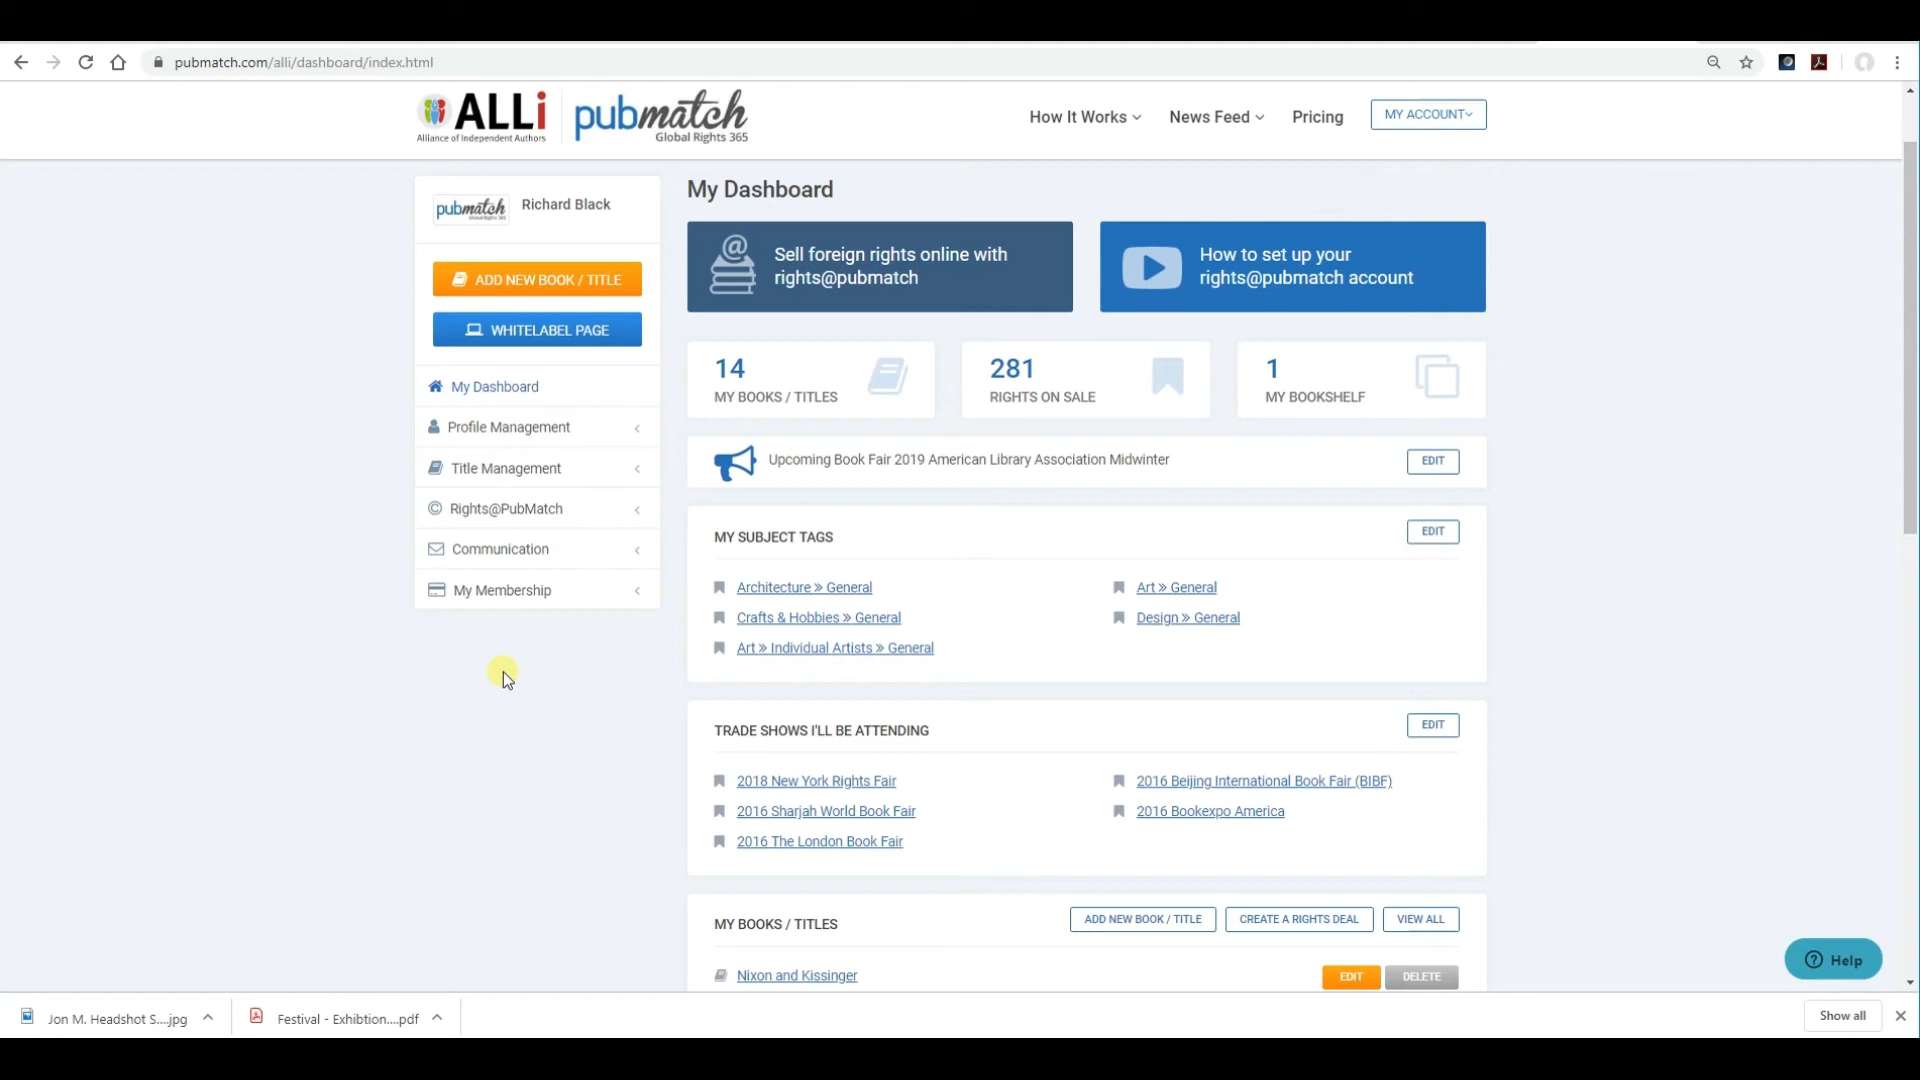 pubmatch.com/alli/dashboard/index.html
ALLi
Alliance of Independent Authors
pubmatch
Global Rights 365
How It Works
News Feed
Pricing
MY ACCOUNT
pubmatch
Global Rights 365
Richard Black
ADD NEW BOOK / TITLE
WHITELABEL PAGE
My Dashboard
Profile Management
Title Management
Rights@PubMatch
Communication
My Membership
My Dashboard
Sell foreign rights online with
rights@pubmatch
How to set up your
rights@pubmatch account
14
MY BOOKS / TITLES
281
RIGHTS ON SALE
1
MY BOOKSHELF
Upcoming Book Fair 2019 American Library Association Midwinter
EDIT
MY SUBJECT TAGS
EDIT
Architecture » General
Art » General
Crafts & Hobbies » General
Design » General
Art » Individual Artists » General
TRADE SHOWS I'LL BE ATTENDING
EDIT
2018 New York Rights Fair
2016 Beijing International Book Fair (BIBF)
2016 Sharjah World Book Fair
2016 Bookexpo America
2016 The London Book Fair
MY BOOKS / TITLES
ADD NEW BOOK / TITLE
CREATE A RIGHTS DEAL
VIEW ALL
Nixon and Kissinger
EDIT
DELETE
Help
Jon M. Headshot S....jpg
Festival - Exhibtion....pdf
Show all